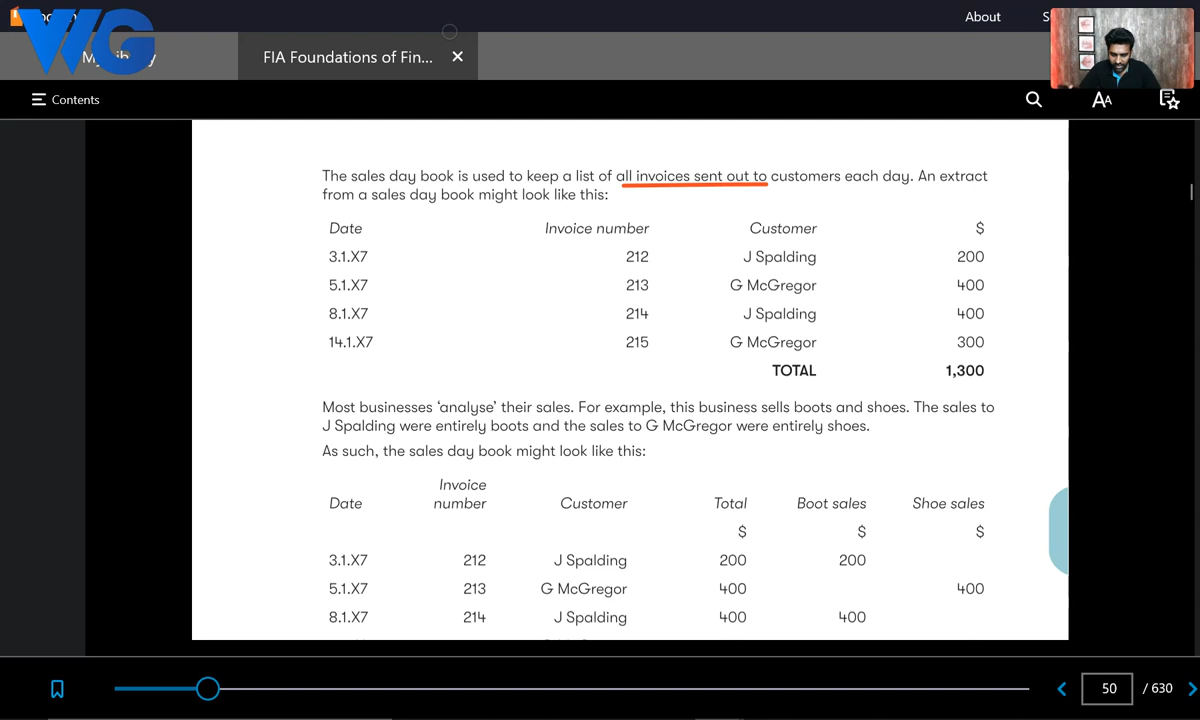 About
WG
FIA Foundations of Fin...
Contents
The sales day book is used to keep a list of all invoices sent out to customers each day. An extract
from a sales day book might look like this:
Date Invoice number Customer $
3.1.X7 212 J Spalding 200
5.1.X7 213 G McGregor 400
8.1.X7 214 J Spalding 400
14.1.X7 215 G McGregor 300
TOTAL 1,300
Most businesses 'analyse' their sales. For example, this business sells boots and shoes. The sales to
J Spalding were entirely boots and the sales to G McGregor were entirely shoes.
As such, the sales day book might look like this:
Invoice
Date number Customer Total Boot sales Shoe sales
$ $ $
3.1.X7 212 J Spalding 200 200
5.1.X7 213 G McGregor 400 400
8.1.X7 214 J Spalding 400 400
50 / 630